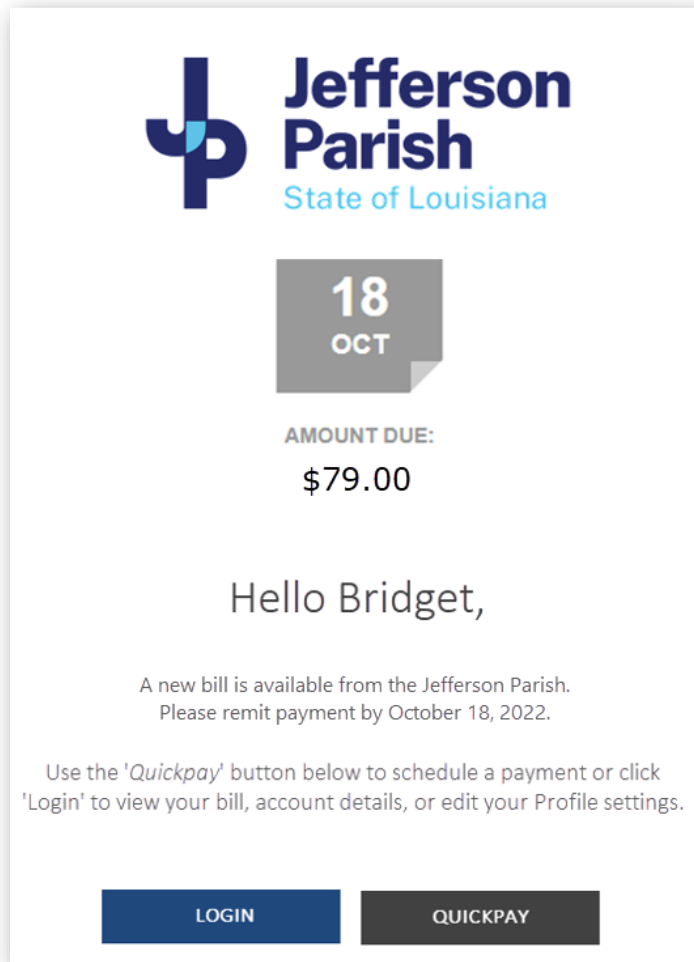 Jefferson
Parish
State of Louisiana
18
OCT
AMOUNT DUE:
$79.00
Hello Bridget,
A new bill is available from the Jefferson Parish.
Please remit payment by October 18, 2022.
Use the 'Quickpay' button below to schedule a payment or click
'Login' to view your bill, account details, or edit your Profile settings.
LOGIN
QUICKPAY